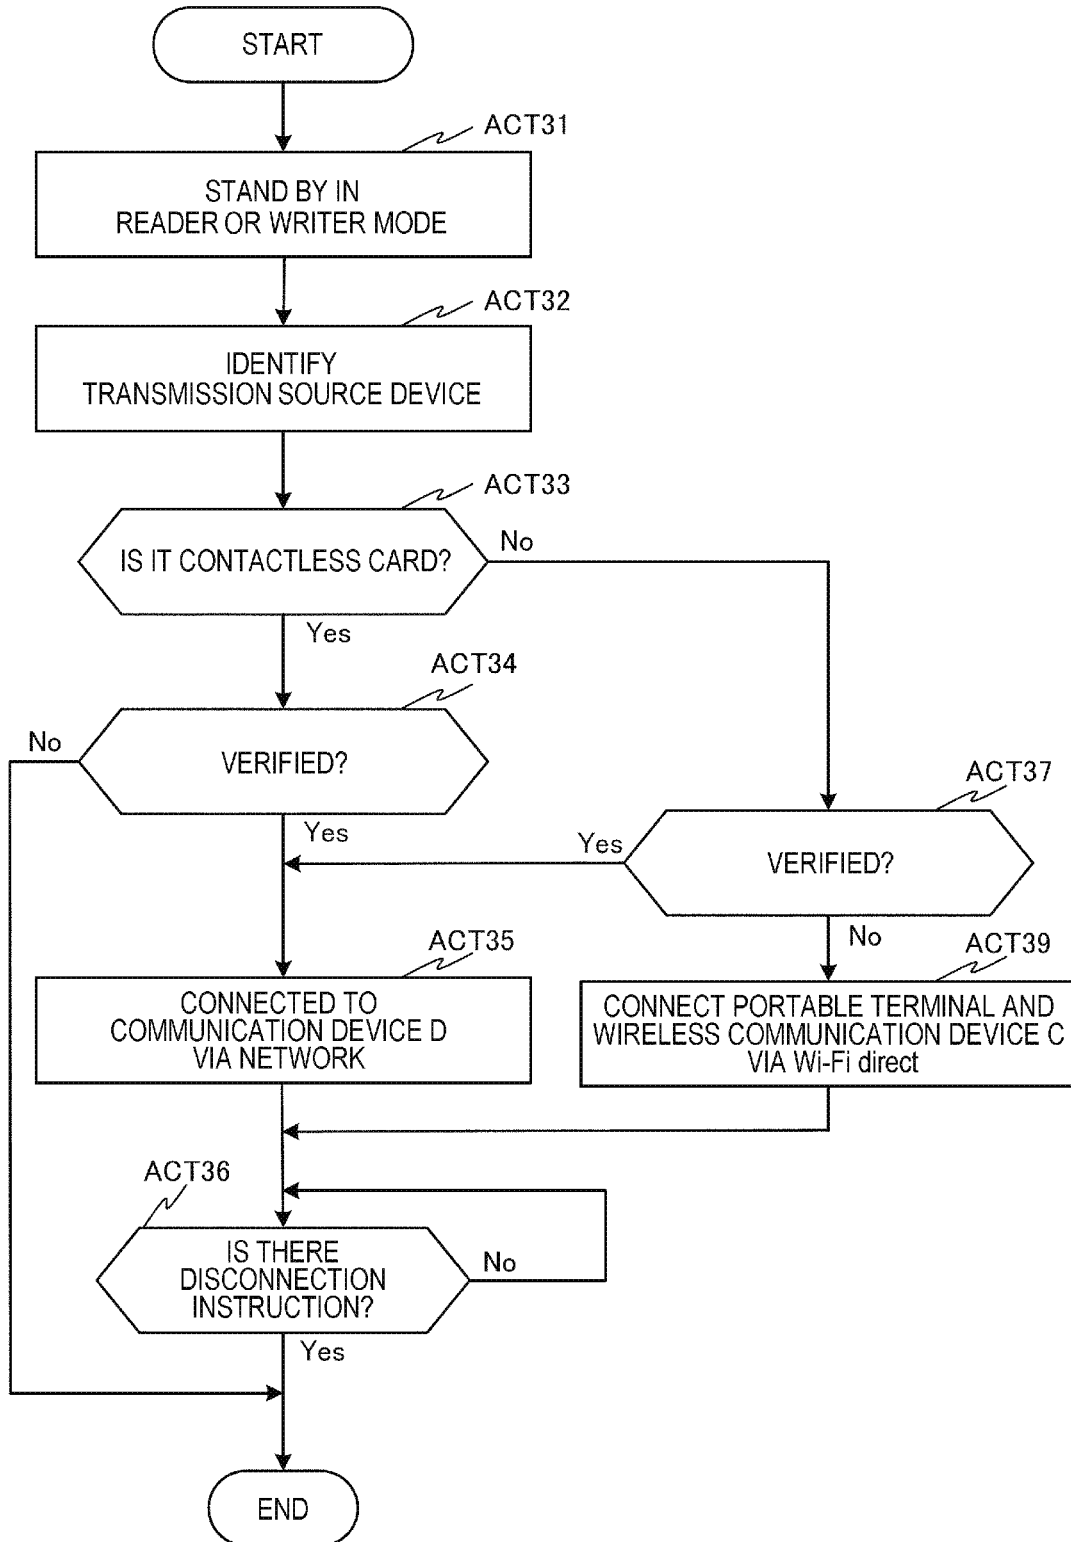 START
ACT31
STAND BY IN
READER OR WRITER MODE
ACT32
IDENTIFY
TRANSMISSION SOURCE DEVICE
ACT33
IS IT CONTACTLESS CARD?
No
Yes
ACT34
No
VERIFIED?
Yes
ACT37
Yes
VERIFIED?
No
ACT35
CONNECTED TO
COMMUNICATION DEVICE D
VIA NETWORK
ACT39
CONNECT PORTABLE TERMINAL AND
WIRELESS COMMUNICATION DEVICE C
VIA Wi-Fi direct
ACT36
IS THERE
DISCONNECTION
INSTRUCTION?
No
Yes
END